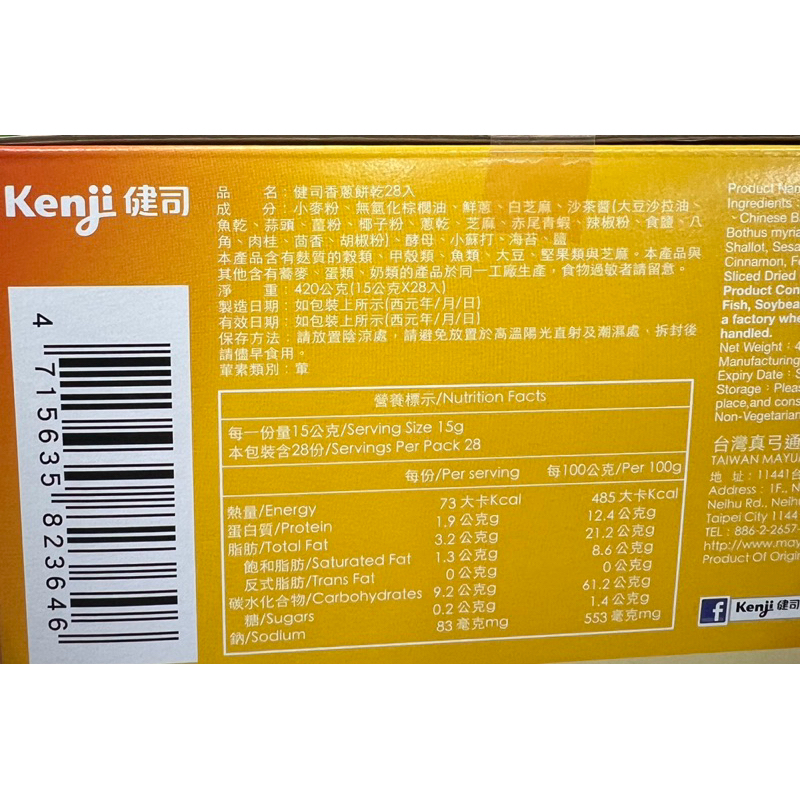 Kenji 健司
品　　名：健司香蔥餅乾28入
成　　分：小麥粉、無氫化棕櫚油、鮮蔥、白芝麻、沙茶醬(大豆沙拉油、
魚乾、蒜頭、薑粉、椰子粉、蔥乾、芝麻、赤尾青蝦、辣椒粉、食鹽、八
角、肉桂、茴香、胡椒粉)、酵母、小蘇打、海苔、鹽
本產品含有麩質的穀類、甲殼類、魚類、大豆、堅果類與芝麻。本產品與
其他含有蕎麥、蛋類、奶類的產品於同一工廠生產，食物過敏者請留意。
淨　　重：420公克(15公克X28入)
製造日期：如包裝上所示(西元年/月/日)
有效日期：如包裝上所示(西元年/月/日)
保存方法：請放置陰涼處，請避免放置於高溫陽光直射及潮濕處、拆封後
請儘早食用。
葷素類別：葷
營養標示/Nutrition Facts
每一份量15公克/Serving Size 15g
本包裝含28份/Servings Per Pack 28
每份/Per serving 每100公克/Per 100g
熱量/Energy 73 大卡Kcal 485 大卡Kcal
蛋白質/Protein 1.9 公克g 12.4 公克g
脂肪/Total Fat 3.2 公克g 21.2 公克g
飽和脂肪/Saturated Fat 1.3 公克g 8.6 公克g
反式脂肪/Trans Fat 0 公克g 0 公克g
碳水化合物/Carbohydrates 9.2 公克g 61.2 公克g
糖/Sugars 0.2 公克g 1.4 公克g
鈉/Sodium 83 毫克mg 553 毫克mg
4 715635 823646
Product Nam
Ingredients
、Chinese B
Bothus myria
Shallot, Sesa
Cinnamon, F
Sliced Dried
Product Con
Fish, Soybea
a factory whe
handled.
Net Weight：4
Manufacturing
Expiry Date：S
Storage：Pleas
place,and cons
Non-Vegetarian
台灣真弓通
TAIWAN MAYU
地 址：11441台
Address：1F., N
Neihu Rd., Neih
Taipei City 1144
TEL：886-2-2657-
http://www.may
Product Of Origin
f Kenji 健司